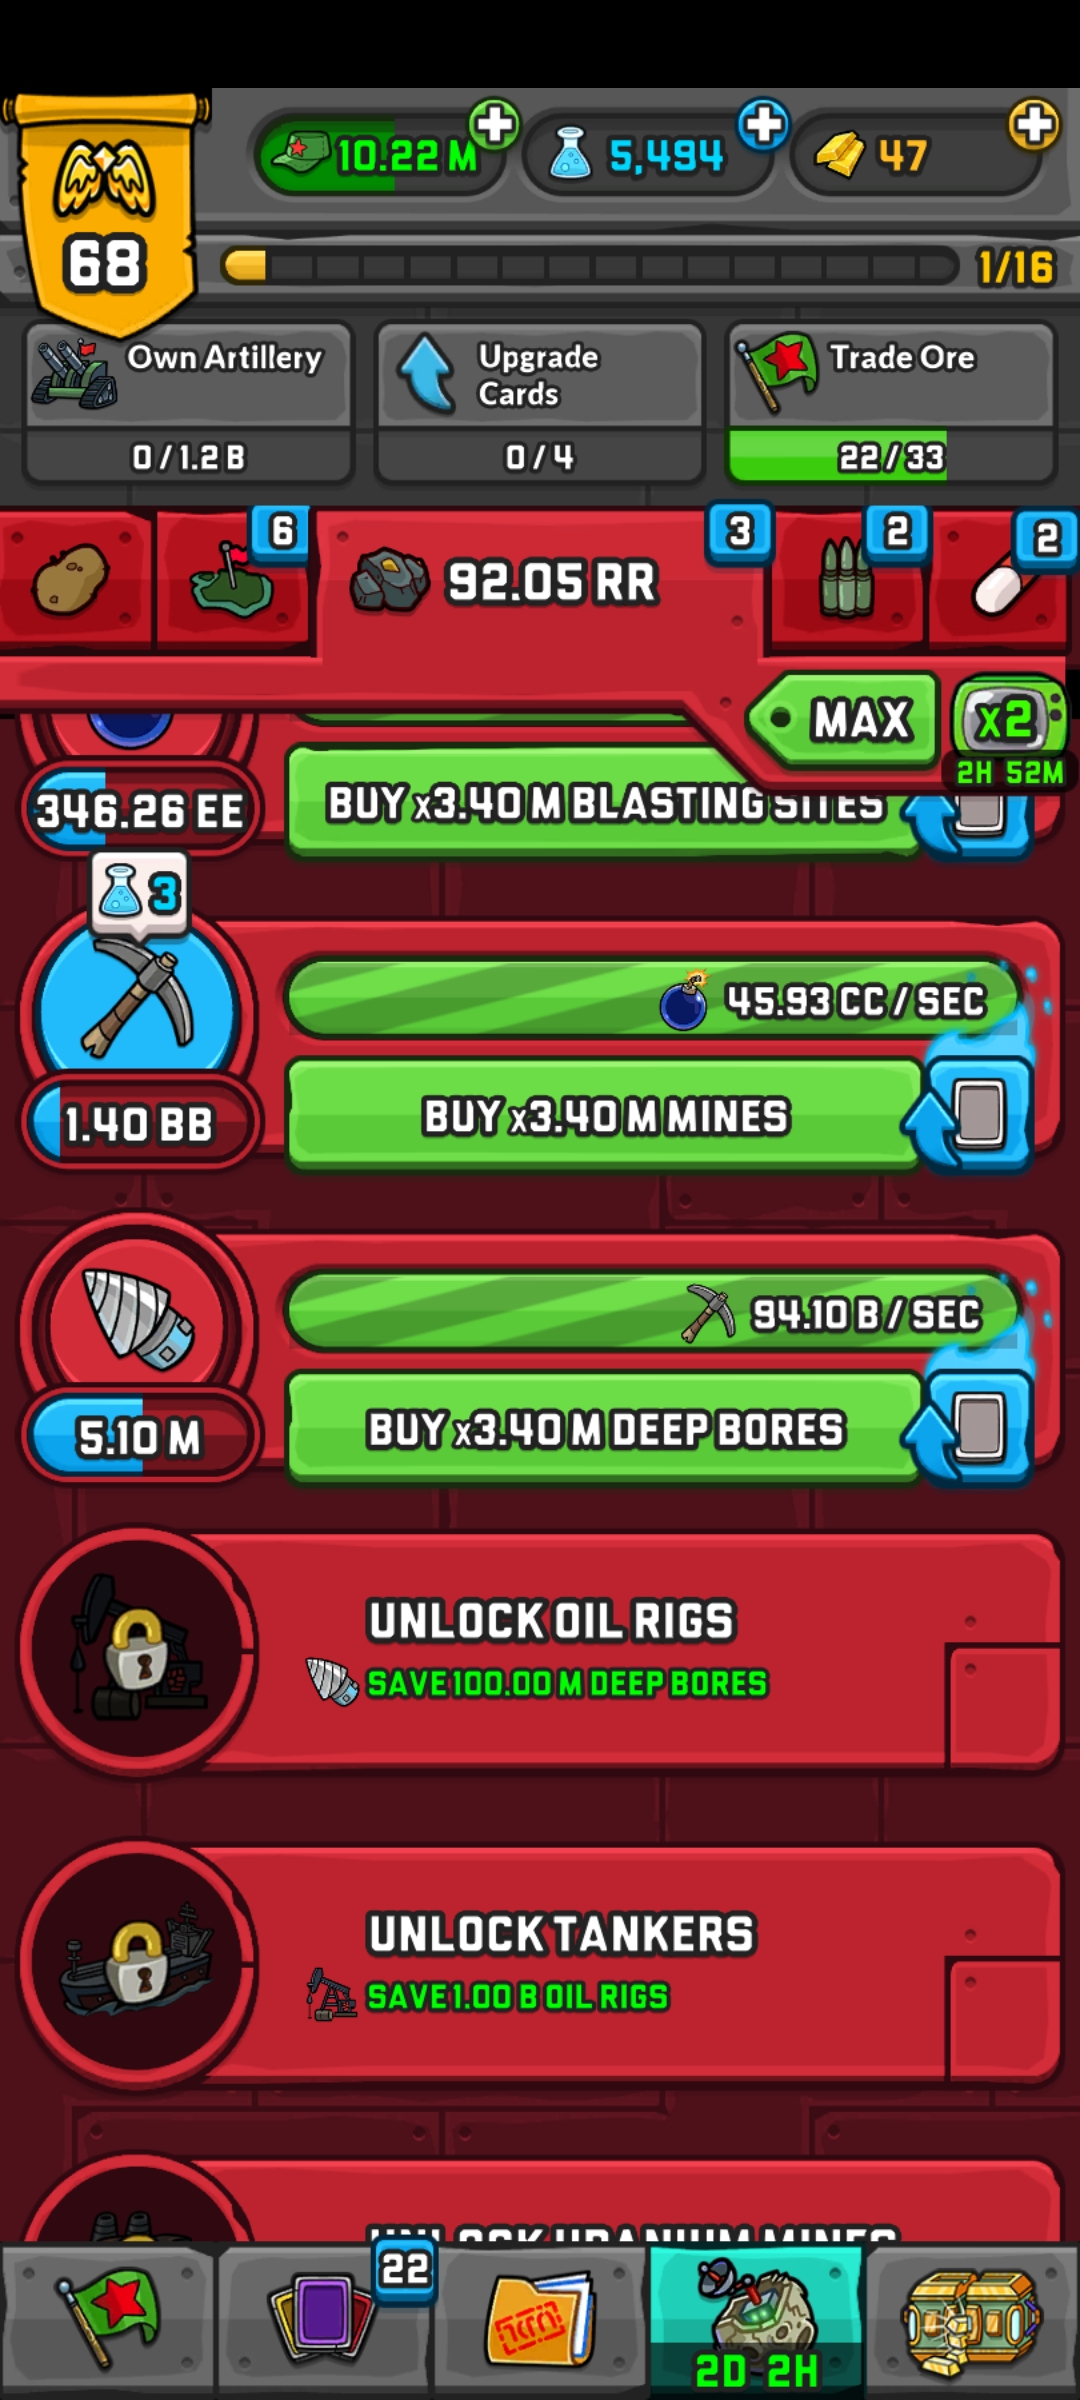 10.22 M
5,494
47
68
1/16
Own Artillery
Upgrade
Cards
Trade Ore
0 / 1.2 B
0 / 4
22 / 33
6
92.05 RR
3
2
2
MAX
x2
2H 52M
346.26 EE
BUY x3.40 M BLASTING SITES
3
45.93 CC / SEC
1.40 BB
BUY x3.40 M MINES
94.10 B / SEC
5.10 M
BUY x3.40 M DEEP BORES
UNLOCK OIL RIGS
SAVE 100.00 M DEEP BORES
UNLOCK TANKERS
SAVE 1.00 B OIL RIGS
UNLOCK URANIUM MINES
22
2D 2H